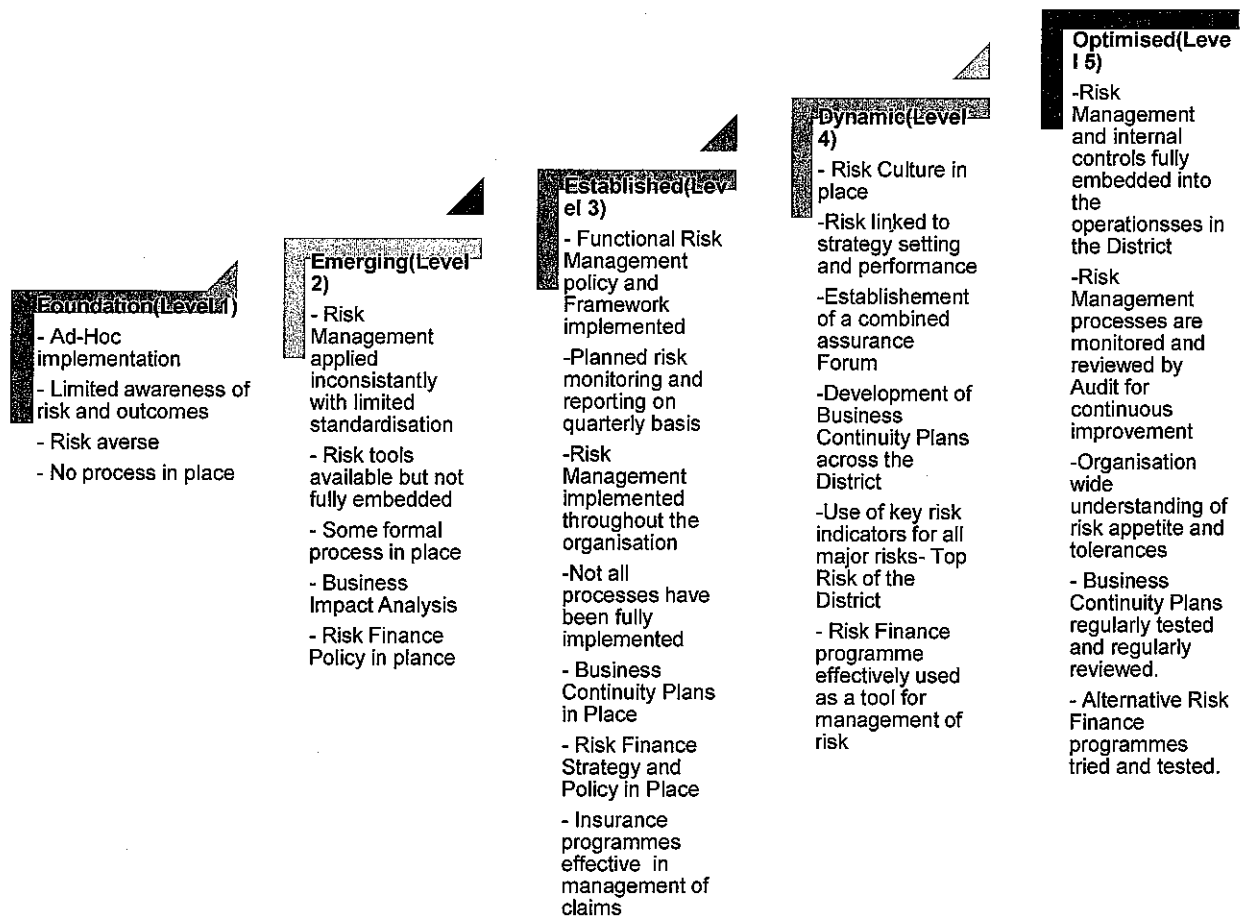 Foundation(Level 1)
- Ad-Hoc
implementation
- Limited awareness of
risk and outcomes
- Risk averse
- No process in place
Emerging(Level
2)
- Risk
Management
applied
inconsistantly
with limited
standardisation
- Risk tools
available but not
fully embedded
- Some formal
process in place
- Business
Impact Analysis
- Risk Finance
Policy in plance
Established(Lev
el 3)
- Functional Risk
Management
policy and
Framework
implemented
-Planned risk
monitoring and
reporting on
quarterly basis
-Risk
Management
implemented
throughout the
organisation
-Not all
processes have
been fully
implemented
- Business
Continuity Plans
in Place
- Risk Finance
Strategy and
Policy in Place
- Insurance
programmes
effective in
management of
claims
Dynamic(Level
4)
- Risk Culture in
place
-Risk linked to
strategy setting
and performance
-Establishement
of a combined
assurance
Forum
-Development of
Business
Continuity Plans
across the
District
-Use of key risk
indicators for all
major risks- Top
Risk of the
District
- Risk Finance
programme
effectively used
as a tool for
management of
risk
Optimised(Leve
l 5)
-Risk
Management
and internal
controls fully
embedded into
the
operationsses in
the District
-Risk
Management
processes are
monitored and
reviewed by
Audit for
continuous
improvement
-Organisation
wide
understanding of
risk appetite and
tolerances
- Business
Continuity Plans
regularly tested
and regularly
reviewed.
- Alternative Risk
Finance
programmes
tried and tested.